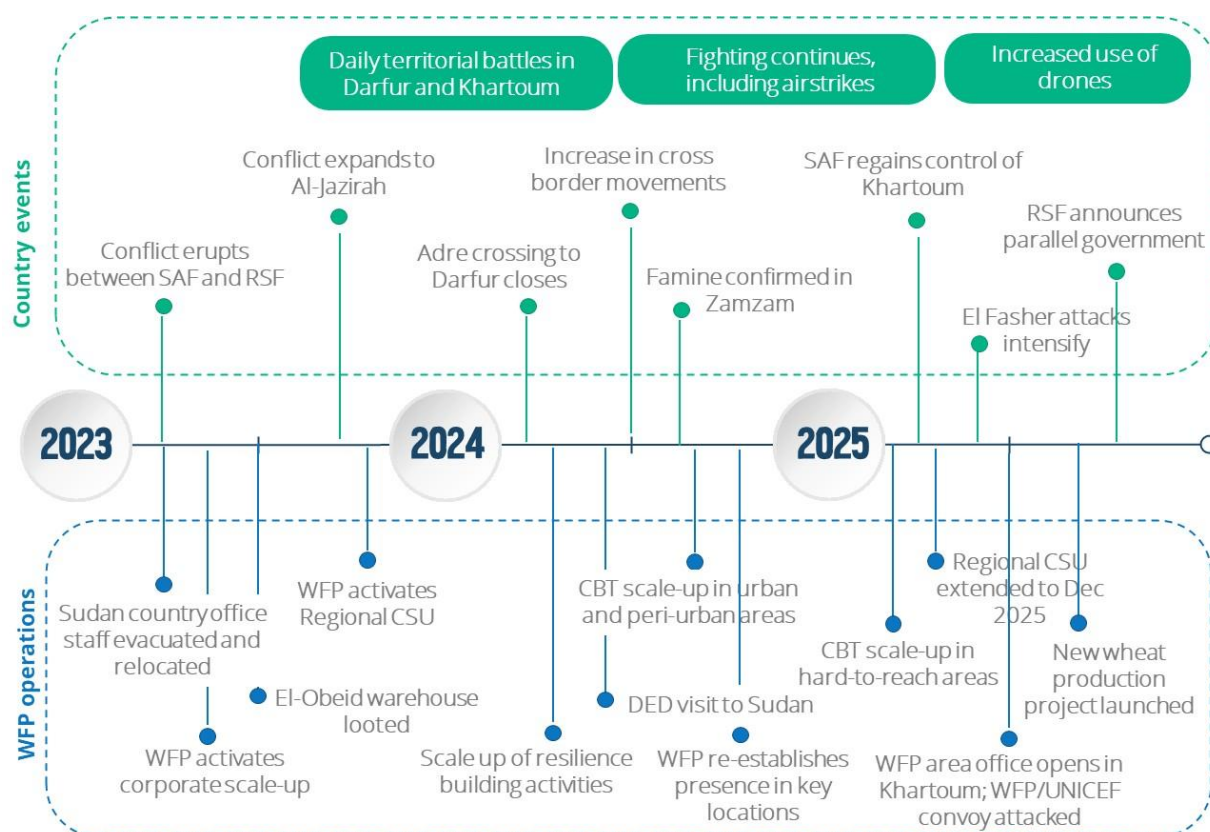 Daily territorial battles in
Darfur and Khartoum
Fighting continues,
including airstrikes
Increased use of
drones
Country events
Conflict erupts
between SAF and RSF
Conflict expands to
Al-Jazirah
Adre crossing to
Darfur closes
Increase in cross
border movements
Famine confirmed in
Zamzam
SAF regains control of
Khartoum
El Fasher attacks
intensify
RSF announces
parallel government
2023
2024
2025
WFP operations
Sudan country office
staff evacuated and
relocated
WFP activates
corporate scale-up
El-Obeid warehouse
looted
WFP activates
Regional CSU
Scale up of resilience
building activities
DED visit to Sudan
CBT scale-up in urban
and peri-urban areas
WFP re-establishes
presence in key
locations
CBT scale-up in
hard-to-reach areas
Regional CSU
extended to Dec
2025
WFP area office opens in
Khartoum; WFP/UNICEF
convoy attacked
New wheat
production
project launched